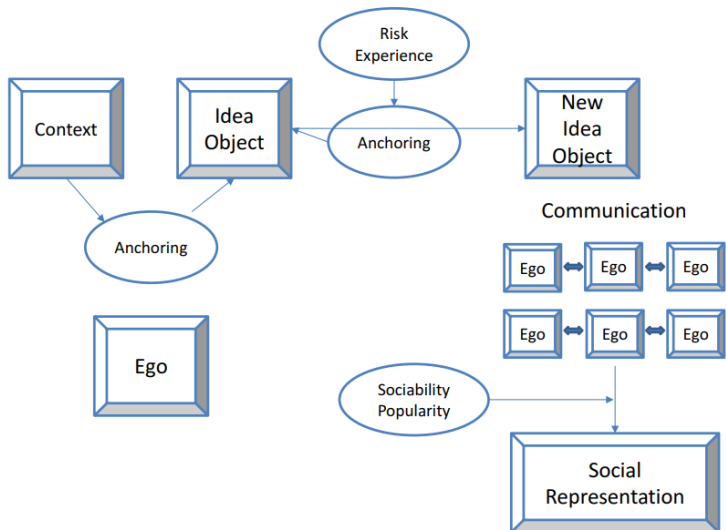 Risk
Experience
Context
Idea
Object
Anchoring
New
Idea
Object
Anchoring
Communication
Ego
Ego
Ego
Ego
Ego
Ego
Ego
Sociability
Popularity
Social
Representation